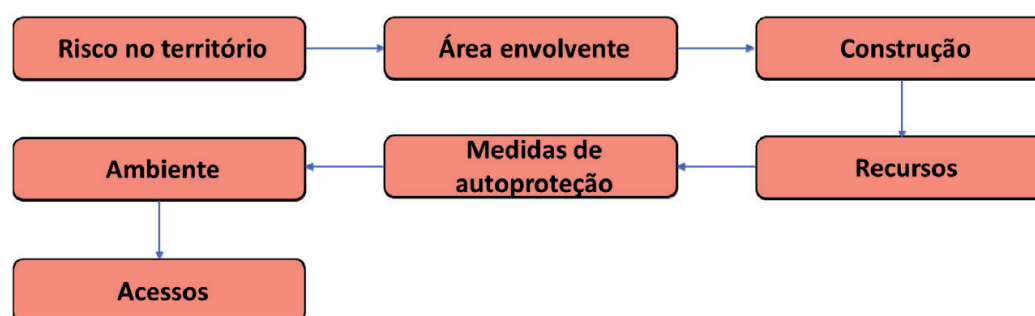 Risco no território
Área envolvente
Construção
Recursos
Medidas de
autoproteção
Ambiente
Acessos